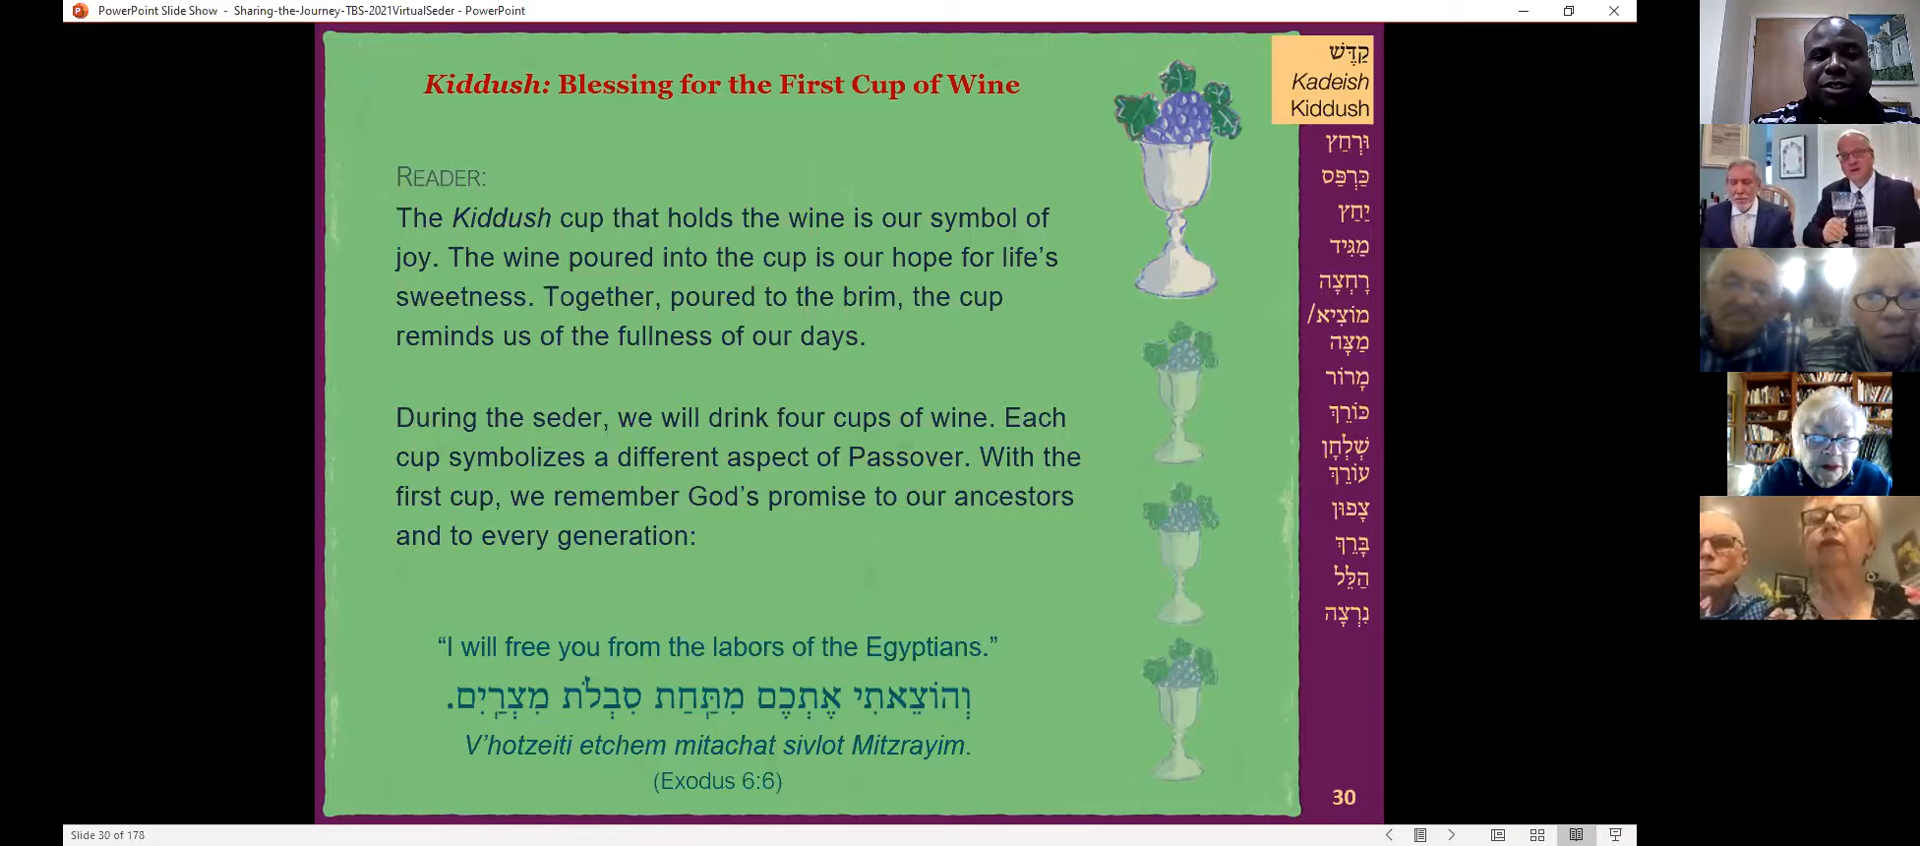 PowerPoint Slide Show - Sharing-the-Journey-TBS-2021VirtualSeder - PowerPoint
Kiddush: Blessing for the First Cup of Wine
READER:
The Kiddush cup that holds the wine is our symbol of
joy. The wine poured into the cup is our hope for life’s
sweetness. Together, poured to the brim, the cup
reminds us of the fullness of our days.
During the seder, we will drink four cups of wine. Each
cup symbolizes a different aspect of Passover. With the
first cup, we remember God’s promise to our ancestors
and to every generation:
“I will free you from the labors of the Egyptians.”
וְהוֹצֵאתִי אֶתְכֶם מִתַּֽחַת סִבְלֹת מִצְרַֽיִם.
V’hotzeiti etchem mitachat sivlot Mitzrayim.
(Exodus 6:6)
קַדֶּשׁ
Kadeish
Kiddush
וּרְחַץ
כַּרְפַּס
יַחַץ
מַגִּיד
רָחְצָה
מוֹצִיא/
מַצָּה
מָרוֹר
כּוֹרֵךְ
שֻׁלְחָן
עוֹרֵךְ
צָפוּן
בָּרֵךְ
הַלֵּל
נִרְצָה
30
Slide 30 of 178